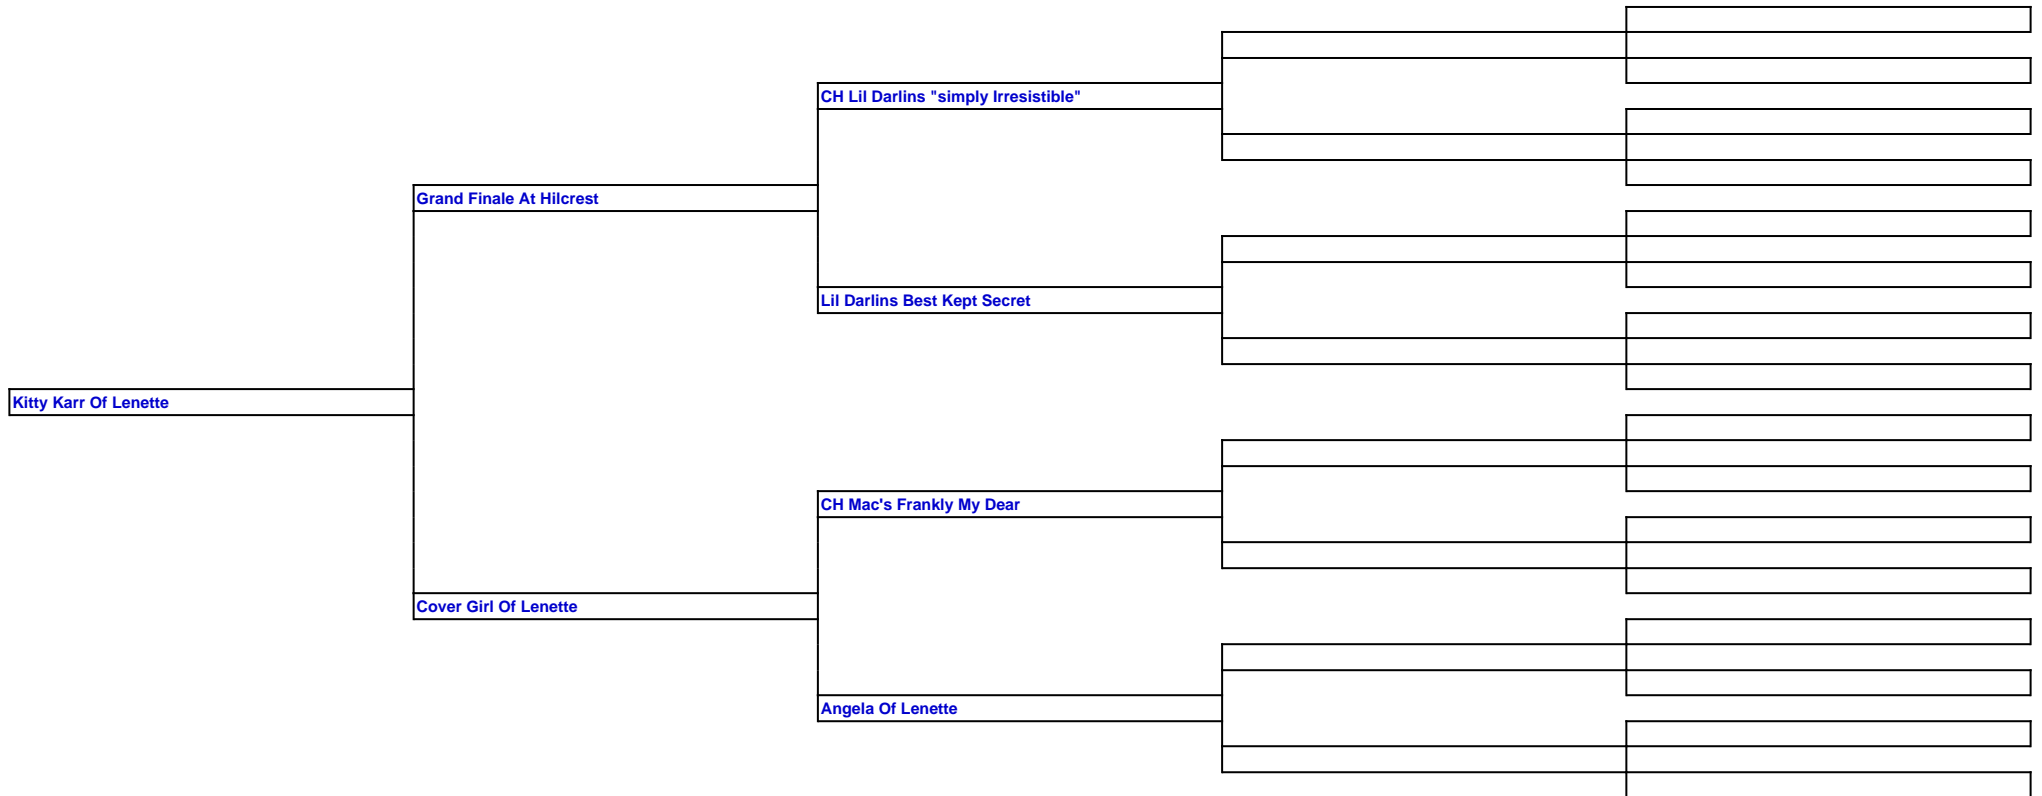 CH Lil Darlins "simply Irresistible"
Grand Finale At Hilcrest
Lil Darlins Best Kept Secret
Kitty Karr Of Lenette
CH Mac's Frankly My Dear
Cover Girl Of Lenette
Angela Of Lenette